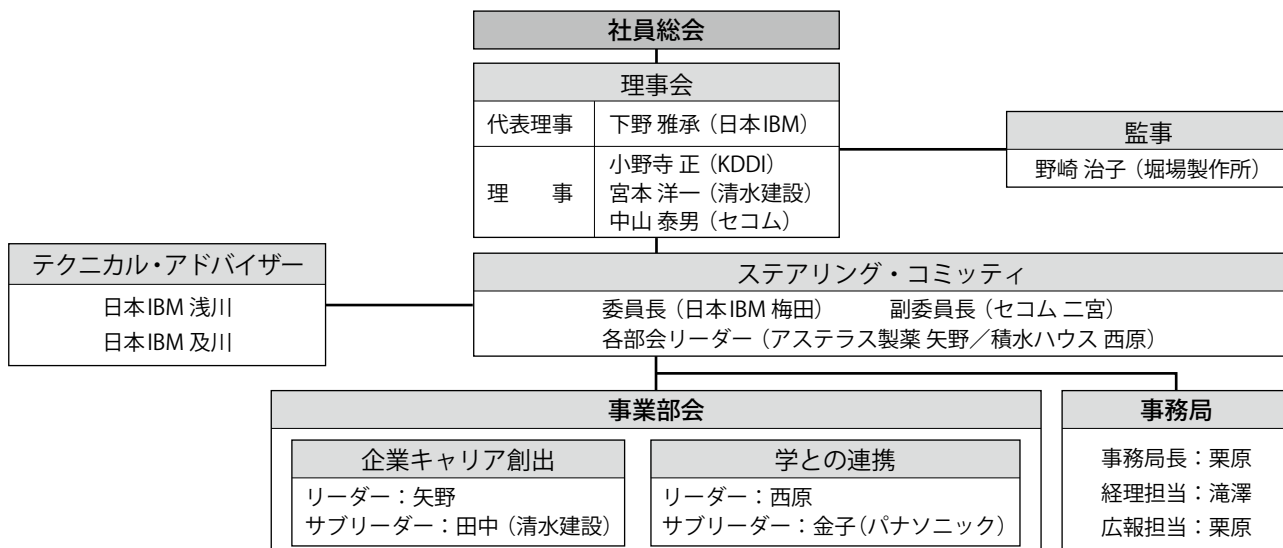 社員総会
理事会
代表理事 下野 雅承（日本IBM）
理　事 小野寺 正（KDDI）
宮本 洋一（清水建設）
中山 泰男（セコム）
監事
野崎 治子（堀場製作所）
テクニカル・アドバイザー
日本IBM 浅川
日本IBM 及川
ステアリング・コミッティ
委員長（日本IBM 梅田）　副委員長（セコム 二宮）
各部会リーダー（アステラス製薬 矢野／積水ハウス 西原）
事業部会
企業キャリア創出
リーダー：矢野
サブリーダー：田中（清水建設）
学との連携
リーダー：西原
サブリーダー：金子（パナソニック）
事務局
事務局長：栗原
経理担当：滝澤
広報担当：栗原